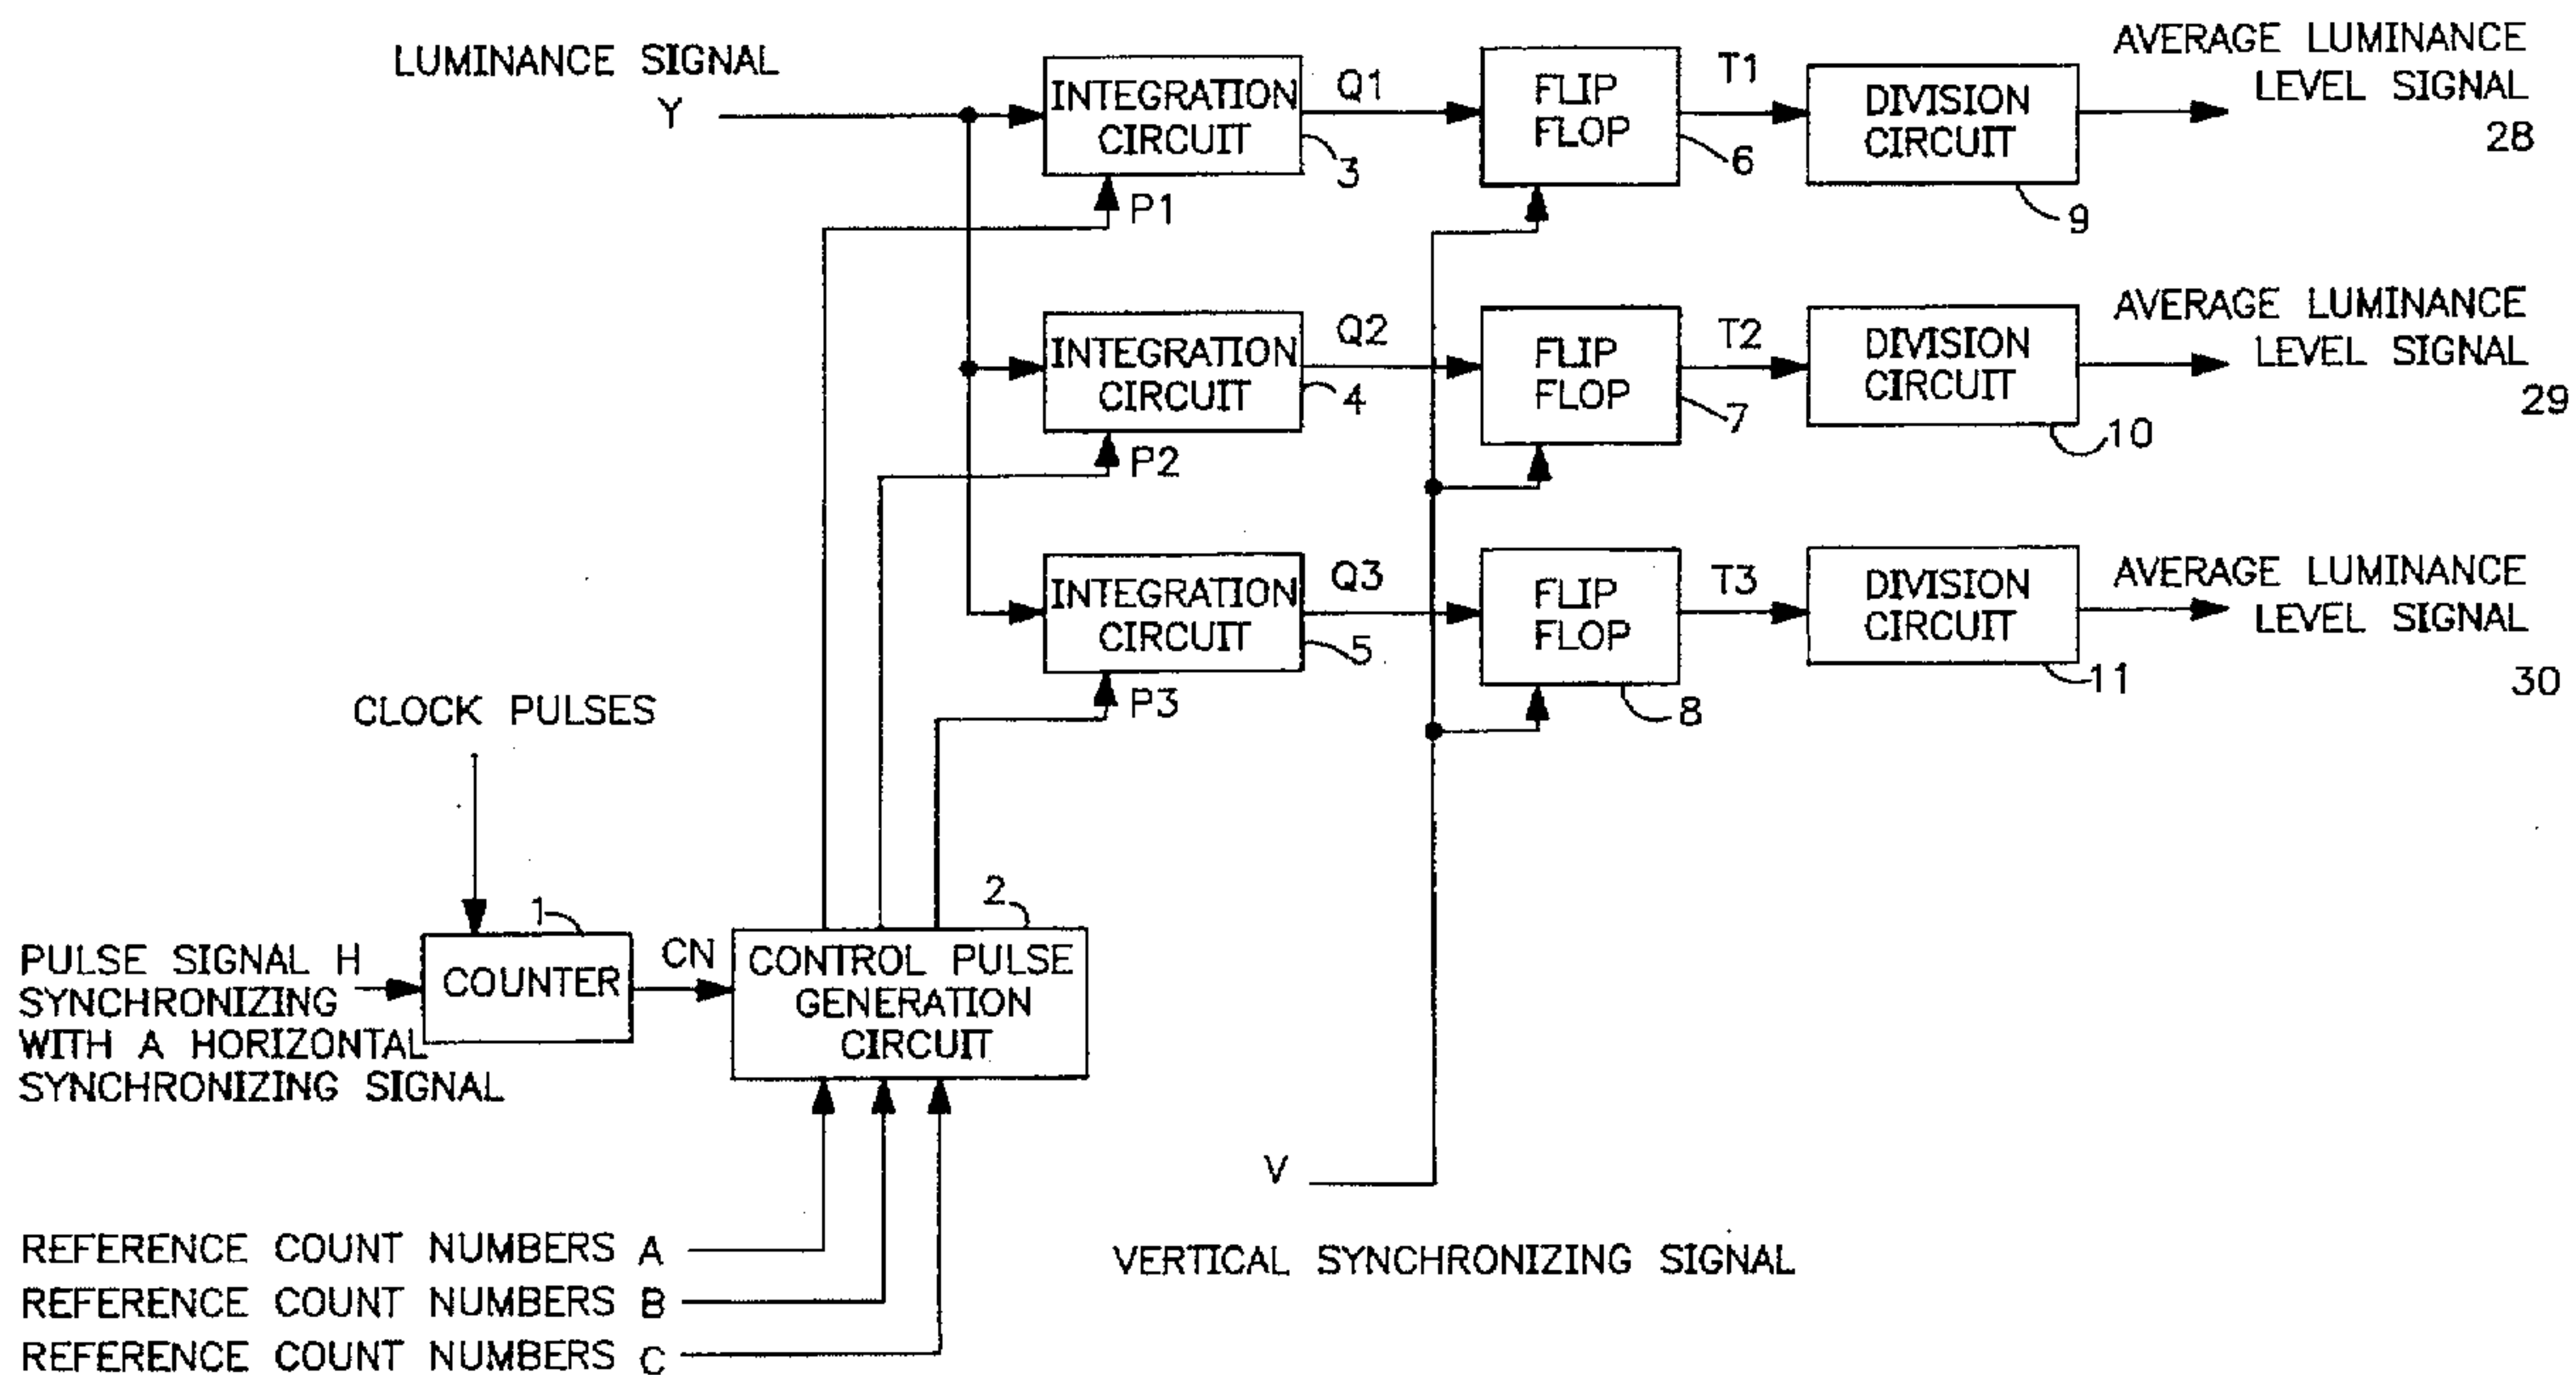 LUMINANCE SIGNAL
Y
INTEGRATION
CIRCUIT
3
P1
Q1
FLIP
FLOP
6
T1
DIVISION
CIRCUIT
9
AVERAGE LUMINANCE
LEVEL SIGNAL
28
INTEGRATION
CIRCUIT
4
P2
Q2
FLIP
FLOP
7
T2
DIVISION
CIRCUIT
10
AVERAGE LUMINANCE
LEVEL SIGNAL
29
INTEGRATION
CIRCUIT
5
P3
Q3
FLIP
FLOP
8
T3
DIVISION
CIRCUIT
11
AVERAGE LUMINANCE
LEVEL SIGNAL
30
CLOCK PULSES
PULSE SIGNAL H
SYNCHRONIZING
WITH A HORIZONTAL
SYNCHRONIZING SIGNAL
1
COUNTER
CN
2
CONTROL PULSE
GENERATION
CIRCUIT
V
VERTICAL SYNCHRONIZING SIGNAL
REFERENCE COUNT NUMBERS A
REFERENCE COUNT NUMBERS B
REFERENCE COUNT NUMBERS C